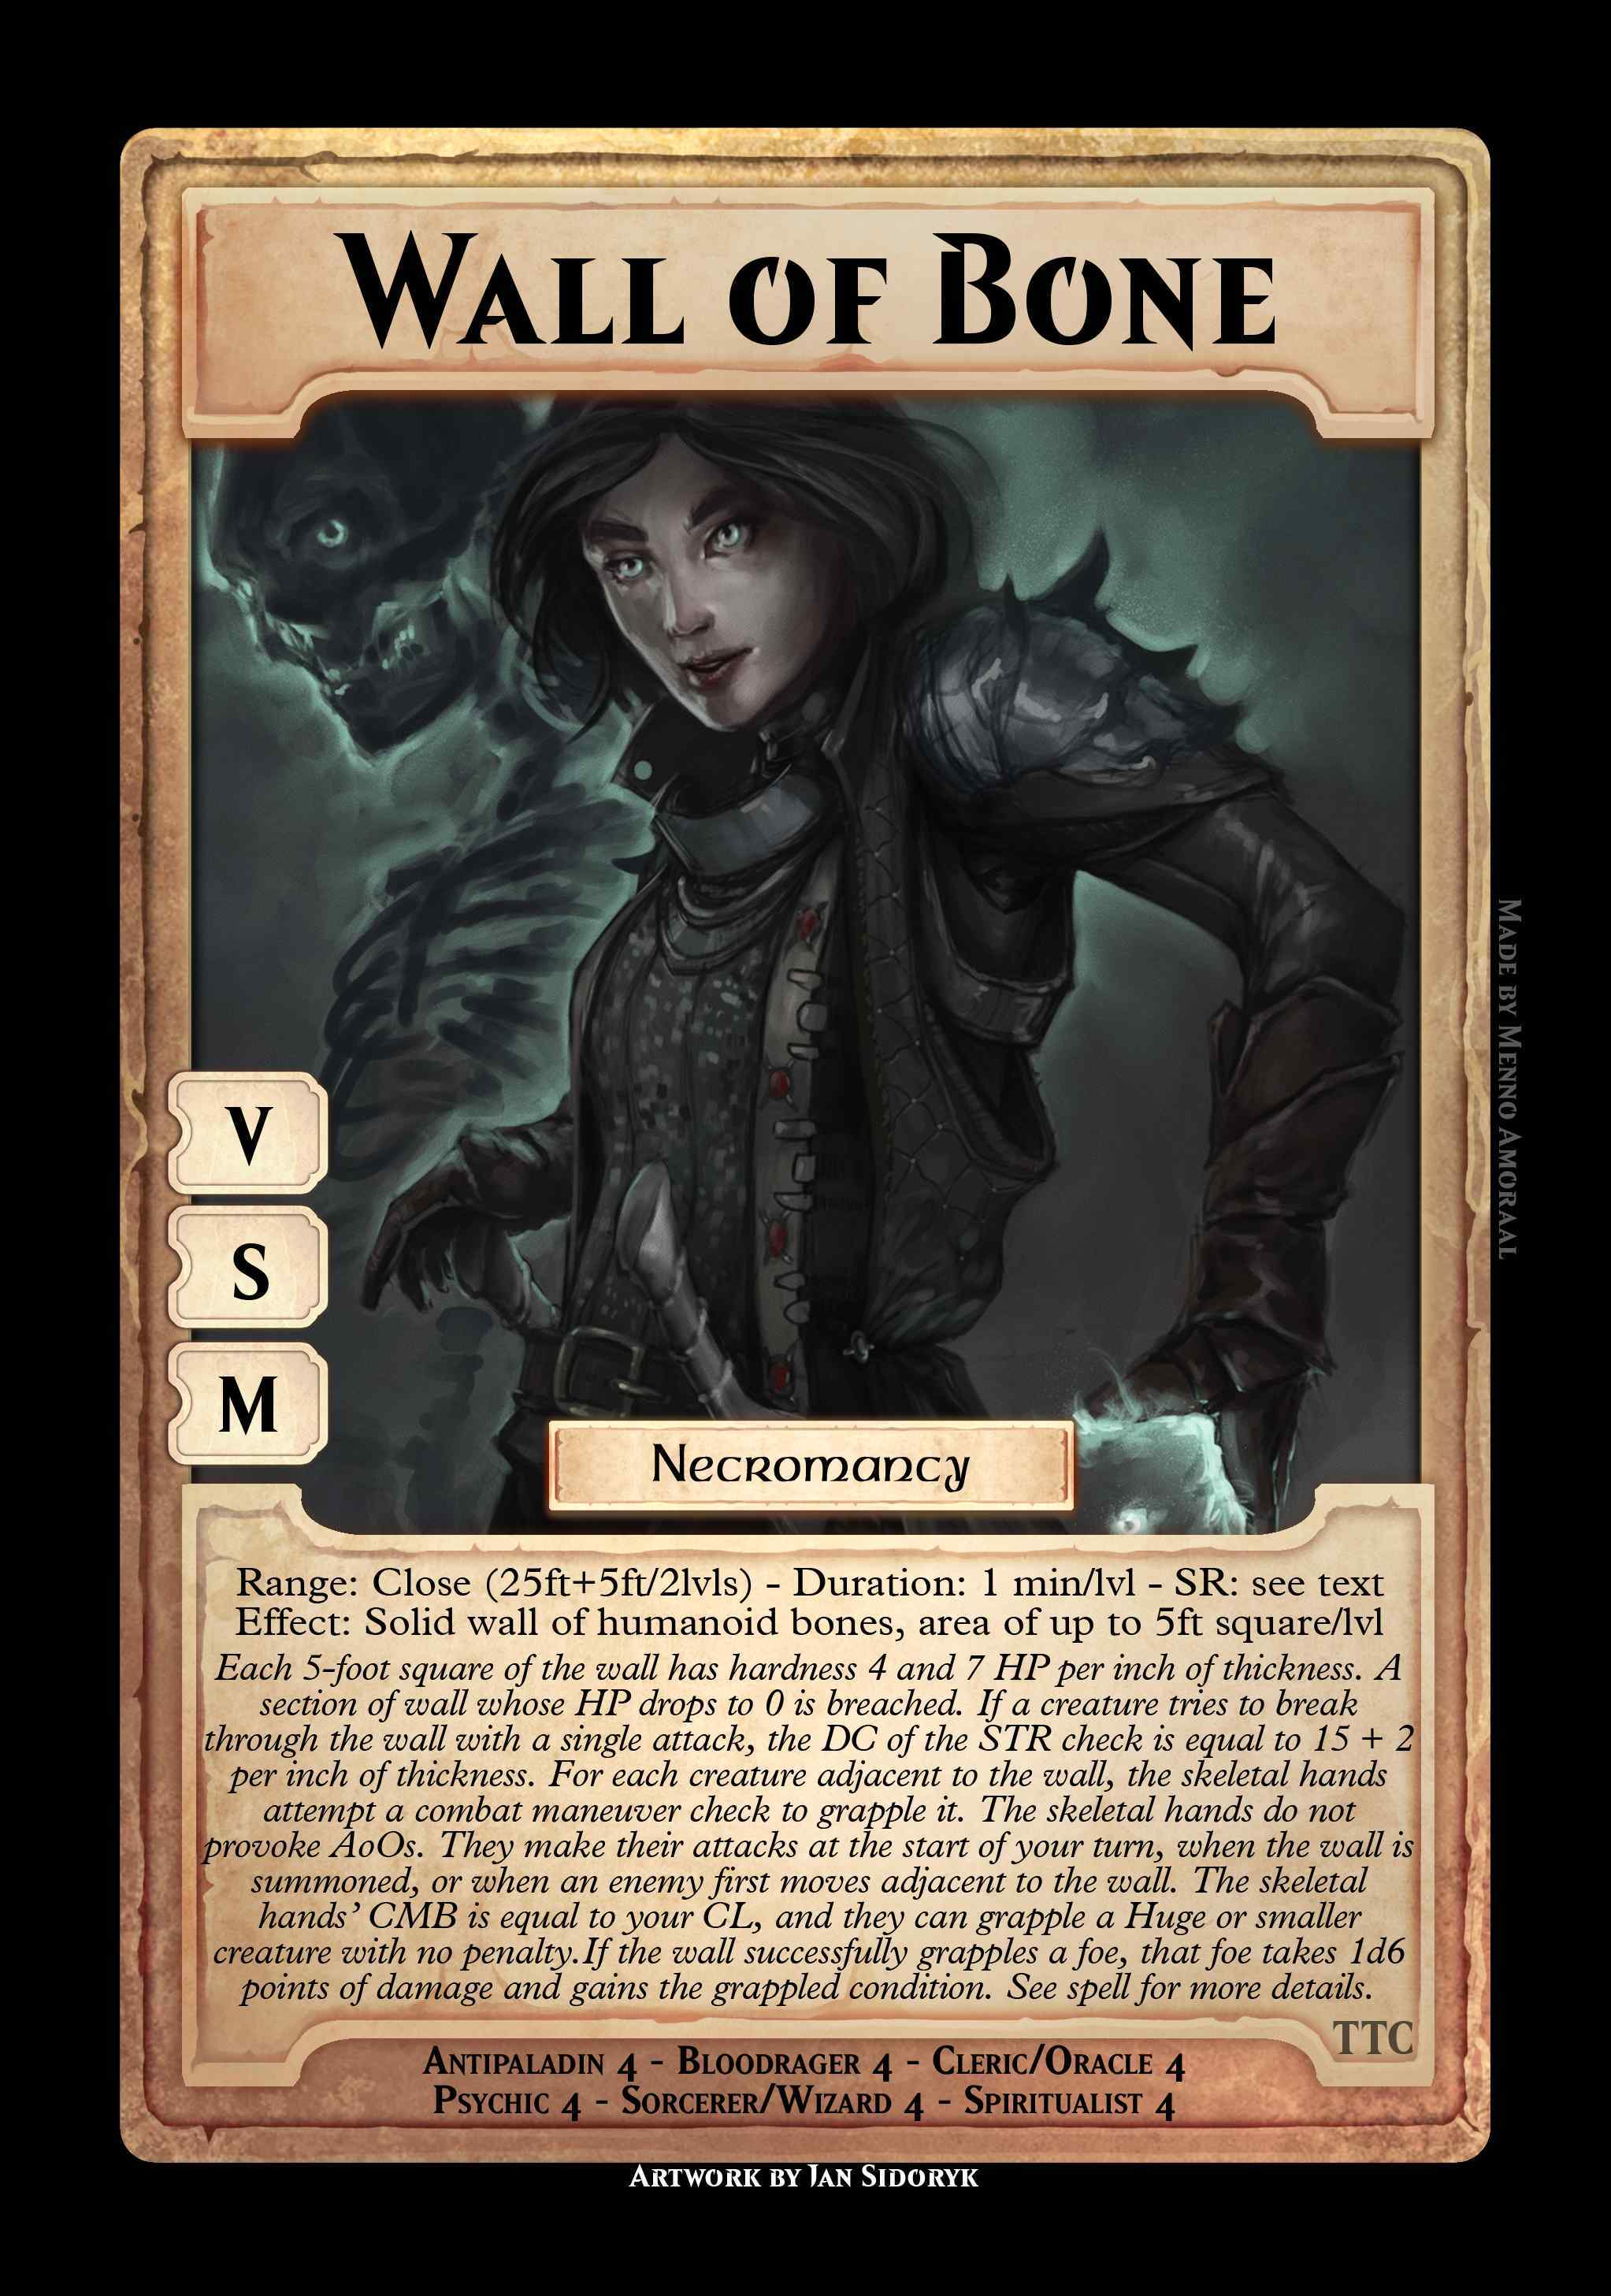 Wall of Bone
V
S
M
Necromancy
Range: Close (25ft+5ft/2lvls) - Duration: 1 min/lvl - SR: see text
Effect: Solid wall of humanoid bones, area of up to 5ft square/lvl
Each 5-foot square of the wall has hardness 4 and 7 HP per inch of thickness. A
section of wall whose HP drops to 0 is breached. If a creature tries to break
through the wall with a single attack, the DC of the STR check is equal to 15 + 2
per inch of thickness. For each creature adjacent to the wall, the skeletal hands
attempt a combat maneuver check to grapple it. The skeletal hands do not
provoke AoOs. They make their attacks at the start of your turn, when the wall is
summoned, or when an enemy first moves adjacent to the wall. The skeletal
hands' CMB is equal to your CL, and they can grapple a Huge or smaller
creature with no penalty.If the wall successfully grapples a foe, that foe takes 1d6
points of damage and gains the grappled condition. See spell for more details.
TTC
Antipaladin 4 - Bloodrager 4 - Cleric/Oracle 4
Psychic 4 - Sorcerer/Wizard 4 - Spiritualist 4
Artwork by Jan Sidoryk
Made by Menno Amoraal